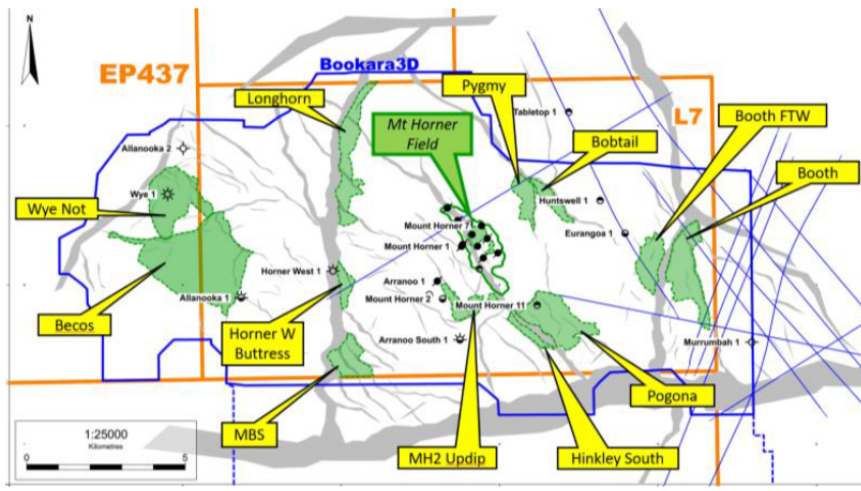 N
EP437
Bookara3D
L7
Longhorn
Pygmy
Mt Horner
Field
Tabletop 1
Booth FTW
Bobtail
Booth
Allanooka 2
Wye 1
Wye Not
Huntswell 1
Mount Horner 7
Eurangoa 1
Mount Horner 1
Horner West 1
Arranoo 1
Allanooka 1
Mount Horner 2
Mount Horner 11
Becos
Horner W
Buttress
Arranoo South 1
Murrumbah 1
Pogona
MBS
MH2 Updip
Hinkley South
1:25000
Kilometres
0
5